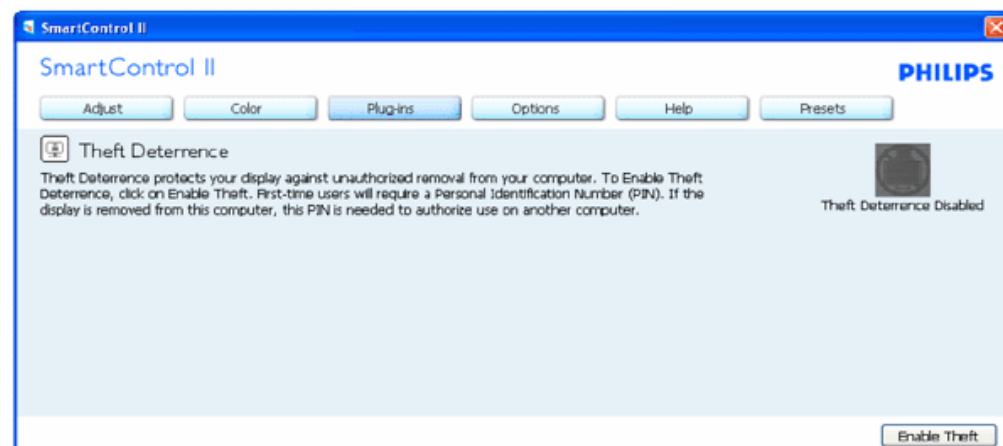 SmartControl II
SmartControl II
PHILIPS
Adjust Color Plug-ins Options Help Presets
Theft Deterrence
Theft Deterrence protects your display against unauthorized removal from your computer. To Enable Theft
Deterrence, click on Enable Theft. First-time users will require a Personal Identification Number (PIN). If the
display is removed from this computer, this PIN is needed to authorize use on another computer.
Theft Deterrence Disabled
Enable Theft